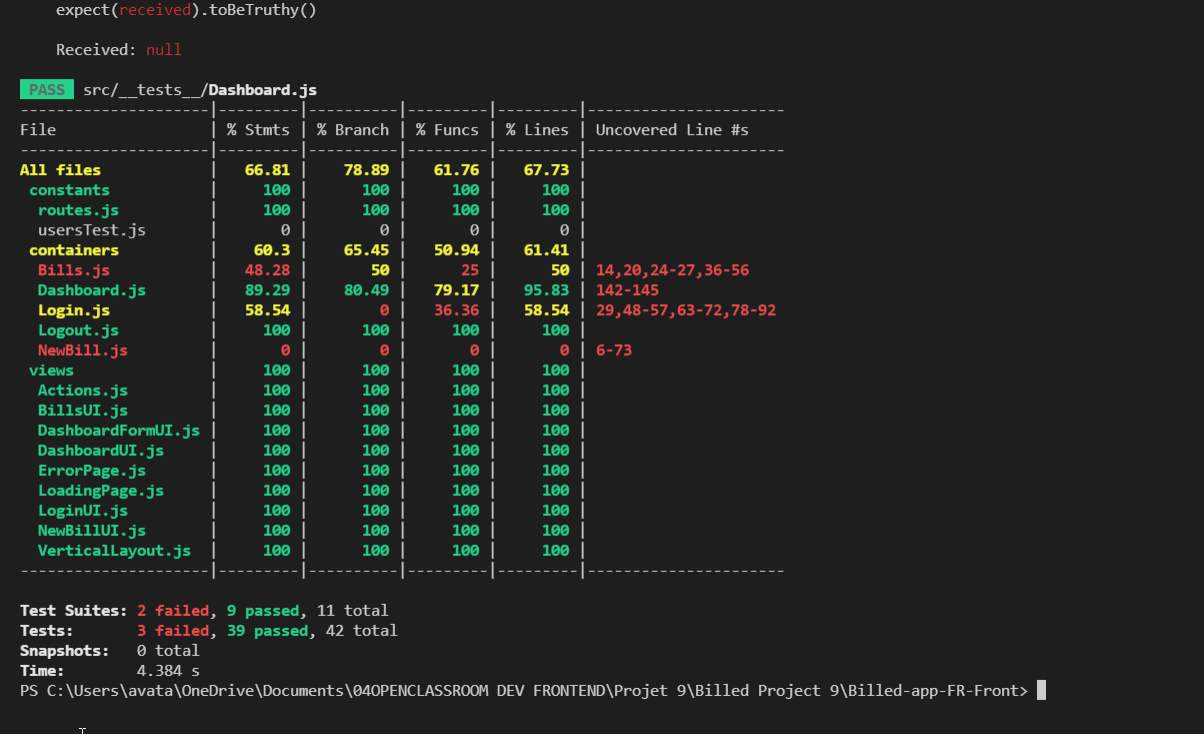 expect(received).toBeTruthy()
Received: null
PASS src/__tests__/Dashboard.js
---------------------|---------|----------|---------|---------|----------------------
File                 | % Stmts | % Branch | % Funcs | % Lines | Uncovered Line #s
---------------------|---------|----------|---------|---------|----------------------
All files            |   66.81 |    78.89 |   61.76 |   67.73 |
 constants           |     100 |      100 |     100 |     100 |
  routes.js          |     100 |      100 |     100 |     100 |
  usersTest.js       |       0 |        0 |       0 |       0 |
 containers          |    60.3 |    65.45 |   50.94 |   61.41 |
  Bills.js           |   48.28 |       50 |      25 |      50 | 14,20,24-27,36-56
  Dashboard.js       |   89.29 |    80.49 |   79.17 |   95.83 | 142-145
  Login.js           |   58.54 |        0 |   36.36 |   58.54 | 29,48-57,63-72,78-92
  Logout.js          |     100 |      100 |     100 |     100 |
  NewBill.js         |       0 |        0 |       0 |       0 | 6-73
 views               |     100 |      100 |     100 |     100 |
  Actions.js         |     100 |      100 |     100 |     100 |
  BillsUI.js         |     100 |      100 |     100 |     100 |
  DashboardFormUI.js |     100 |      100 |     100 |     100 |
  DashboardUI.js     |     100 |      100 |     100 |     100 |
  ErrorPage.js       |     100 |      100 |     100 |     100 |
  LoadingPage.js     |     100 |      100 |     100 |     100 |
  LoginUI.js         |     100 |      100 |     100 |     100 |
  NewBillUI.js       |     100 |      100 |     100 |     100 |
  VerticalLayout.js  |     100 |      100 |     100 |     100 |
---------------------|---------|----------|---------|---------|----------------------
Test Suites: 2 failed, 9 passed, 11 total
Tests:       3 failed, 39 passed, 42 total
Snapshots:   0 total
Time:        4.384 s
PS C:\Users\avata\OneDrive\Documents\04OPENCLASSROOM DEV FRONTEND\Projet 9\Billed Project 9\Billed-app-FR-Front>